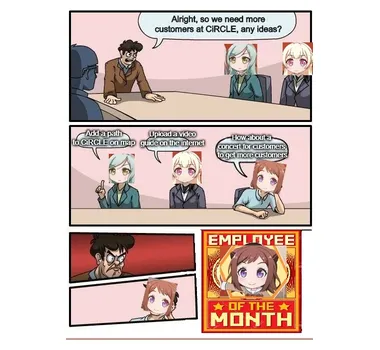 Alright, so we need more
customers at CiRCLE, any ideas?
Add a path
to CiRCLE on map
Upload a video
guide on the internet
How about a
concert for customers
to get more customers
EMPLOYEE
OF THE
MONTH